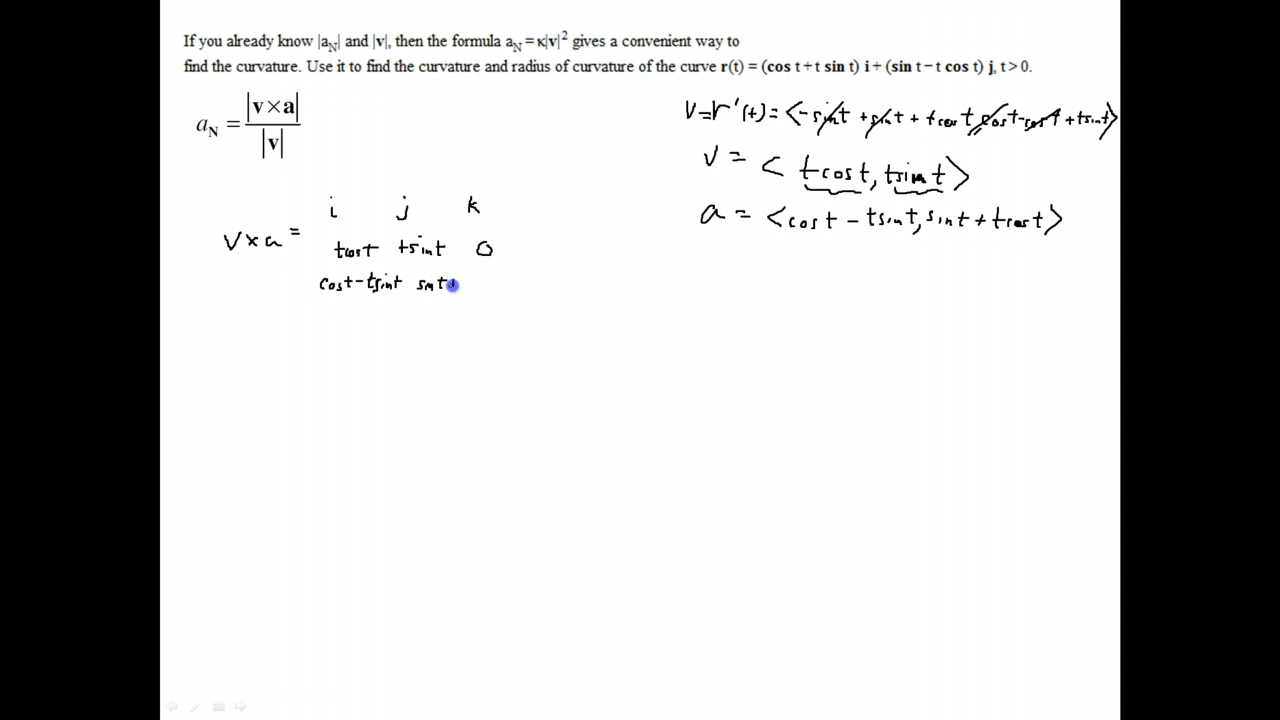 If you already know |a_N| and |v|, then the formula a_N = κ|v|² gives a convenient way to
find the curvature. Use it to find the curvature and radius of curvature of the curve r(t) = (cos t + t sin t) i + (sin t − t cos t) j, t > 0.
a_N = |v×a| / |v|
v = r'(t) = < -sin t + sin t + t cos t, cos t - cos t + t sin t >
v = < t cos t, t sin t >
a = < cos t - t sin t, sin t + t cos t >
v × a =
i j k
t cos t t sin t 0
cos t - t sin t sin t